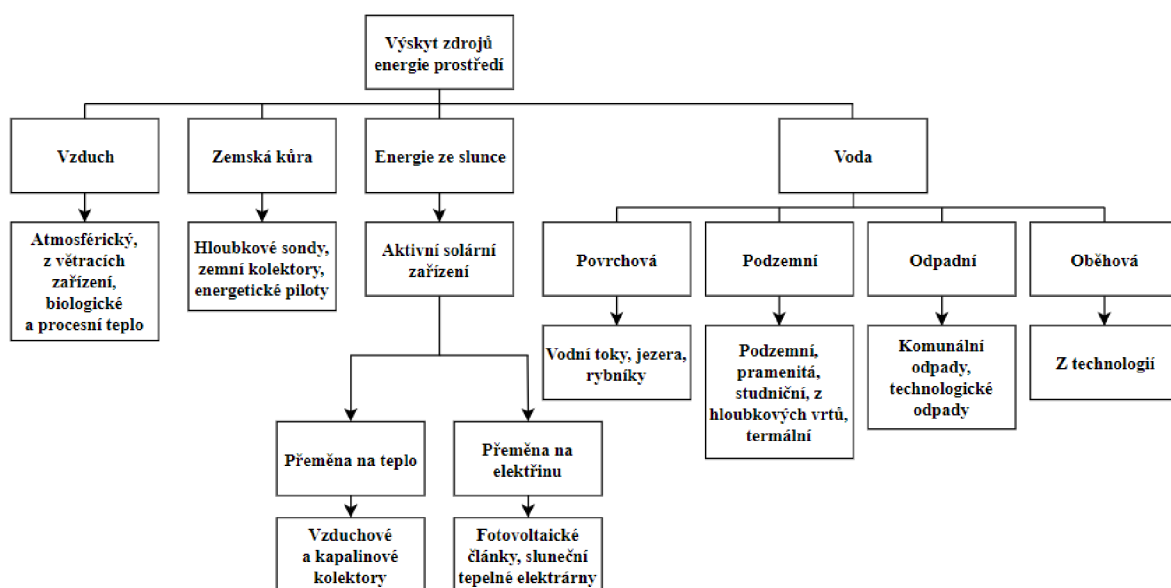 Výskyt zdrojů
energie prostředí
Vzduch
Zemská kůra
Energie ze slunce
Voda
Atmosférický,
z větracích
zařízení,
biologické
a procesní teplo
Hloubkové sondy,
zemní kolektory,
energetické piloty
Aktivní solární
zařízení
Povrchová
Podzemní
Odpadní
Oběhová
Vodní toky, jezera,
rybníky
Podzemní,
pramenitá,
studniční, z
hloubkových vrtů,
termální
Komunální
odpady,
technologické
odpady
Z technologií
Přeměna na teplo
Přeměna na
elektřinu
Vzduchové
a kapalinové
kolektory
Fotovoltaické
články, sluneční
tepelné elektrárny